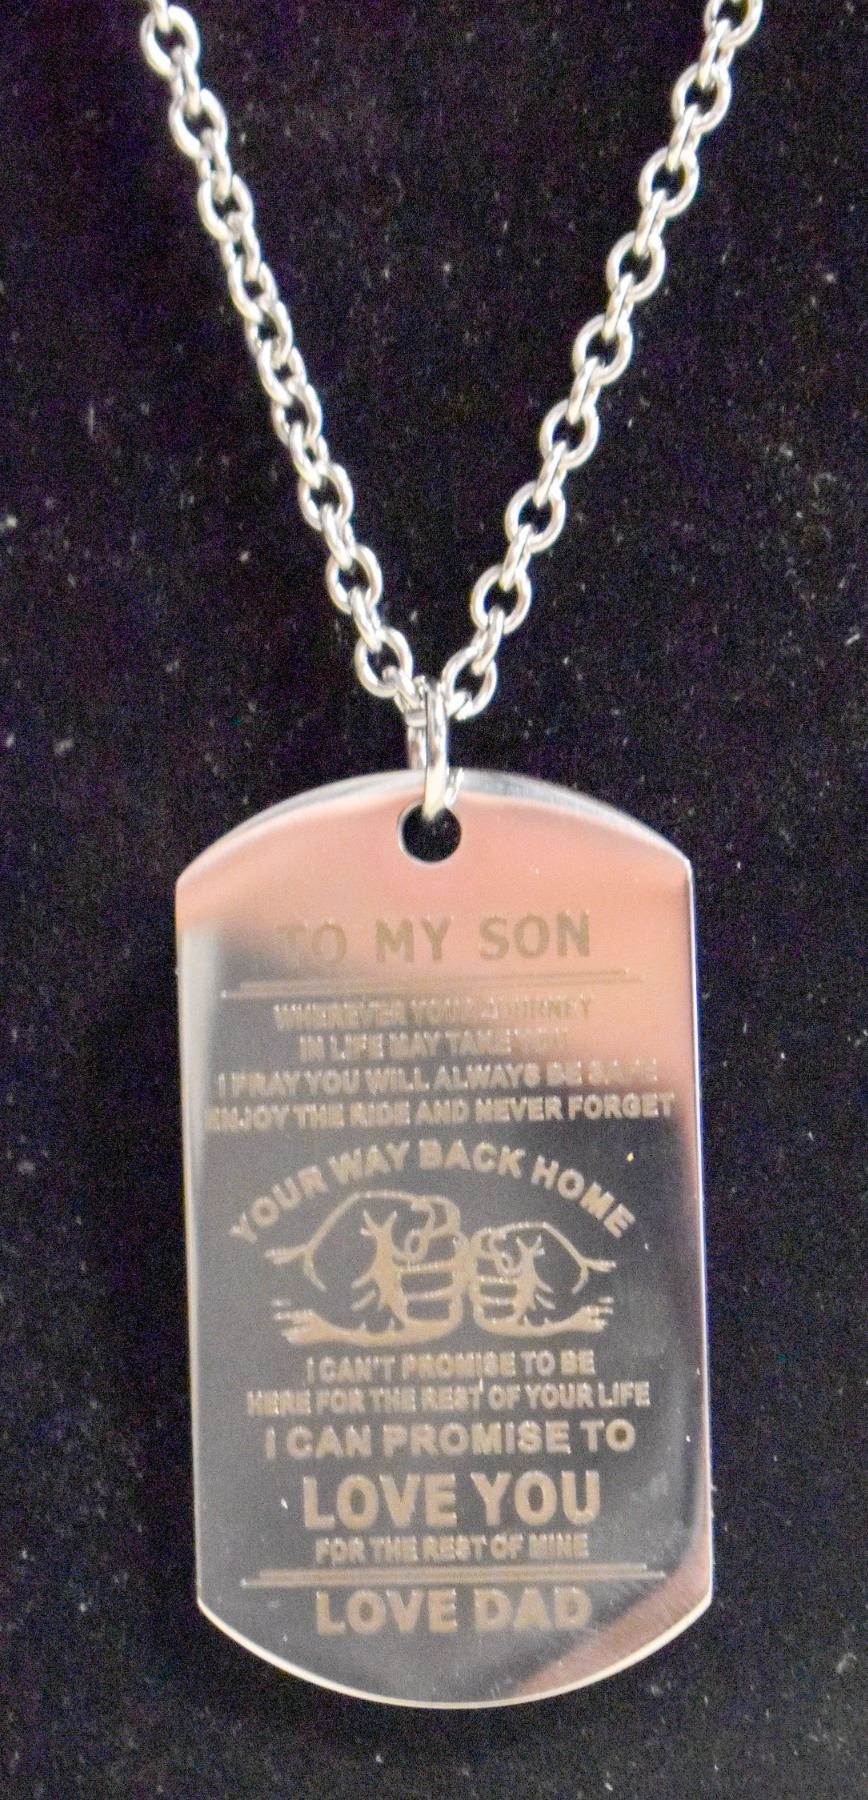 TO MY SON
WHEREVER YOUR JOURNEY
IN LIFE MAY TAKE YOU
I PRAY YOU WILL ALWAYS BE SAFE
ENJOY THE RIDE AND NEVER FORGET
YOUR WAY BACK HOME
I CAN'T PROMISE TO BE
HERE FOR THE REST OF YOUR LIFE
I CAN PROMISE TO
LOVE YOU
FOR THE REST OF MINE
LOVE DAD